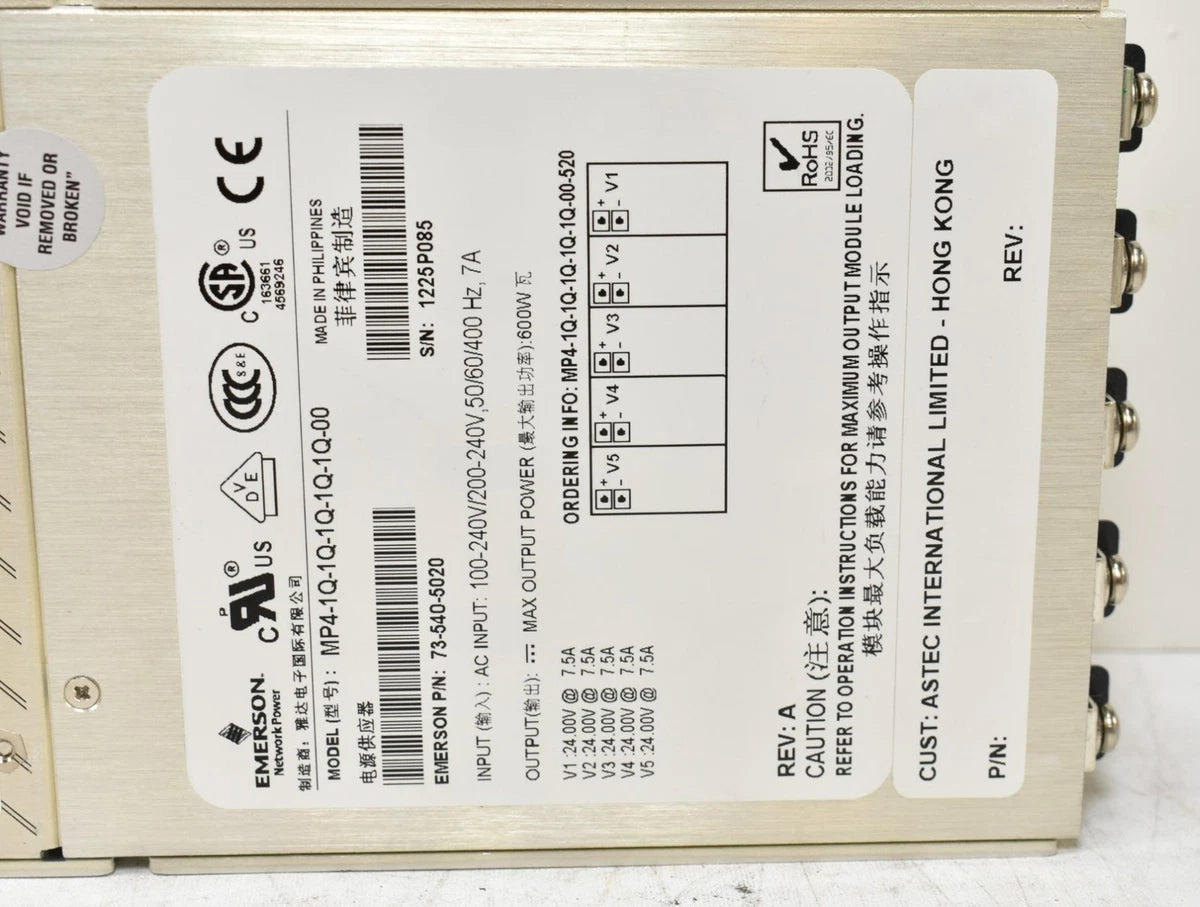 WARRANTY
VOID IF
REMOVED OR
BROKEN"
EMERSON.
Network Power
C RU US
P
®
VDE
CCC S&E
C SA US
®
163661
4569246
CE
制造商: 雅达电子国际有限公司
MODEL (型号): MP4-1Q-1Q-1Q-1Q-1Q-00
MADE IN PHILIPPINES
菲律宾制造
电源供应器
EMERSON P/N: 73-540-5020
S/N: 1225P085
INPUT (输入) : AC INPUT: 100-240V/200-240V,50/60/400 Hz, 7A
OUTPUT(输出): MAX OUTPUT POWER (最大输出功率):600W 瓦
V1 :24.00V @ 7.5A
V2 :24.00V @ 7.5A
V3 :24.00V @ 7.5A
V4 :24.00V @ 7.5A
V5 :24.00V @ 7.5A
ORDERING INFO: MP4-1Q-1Q-1Q-1Q-1Q-00-520
+ - V5
+ - V4
+ - V3
+ - V2
+ - V1
RoHS
2002/95/EC
REV: A
CAUTION (注意):
REFER TO OPERATION INSTRUCTIONS FOR MAXIMUM OUTPUT MODULE LOADING.
模块最大负载能力请参考操作指示
CUST: ASTEC INTERNATIONAL LIMITED - HONG KONG
P/N: REV: